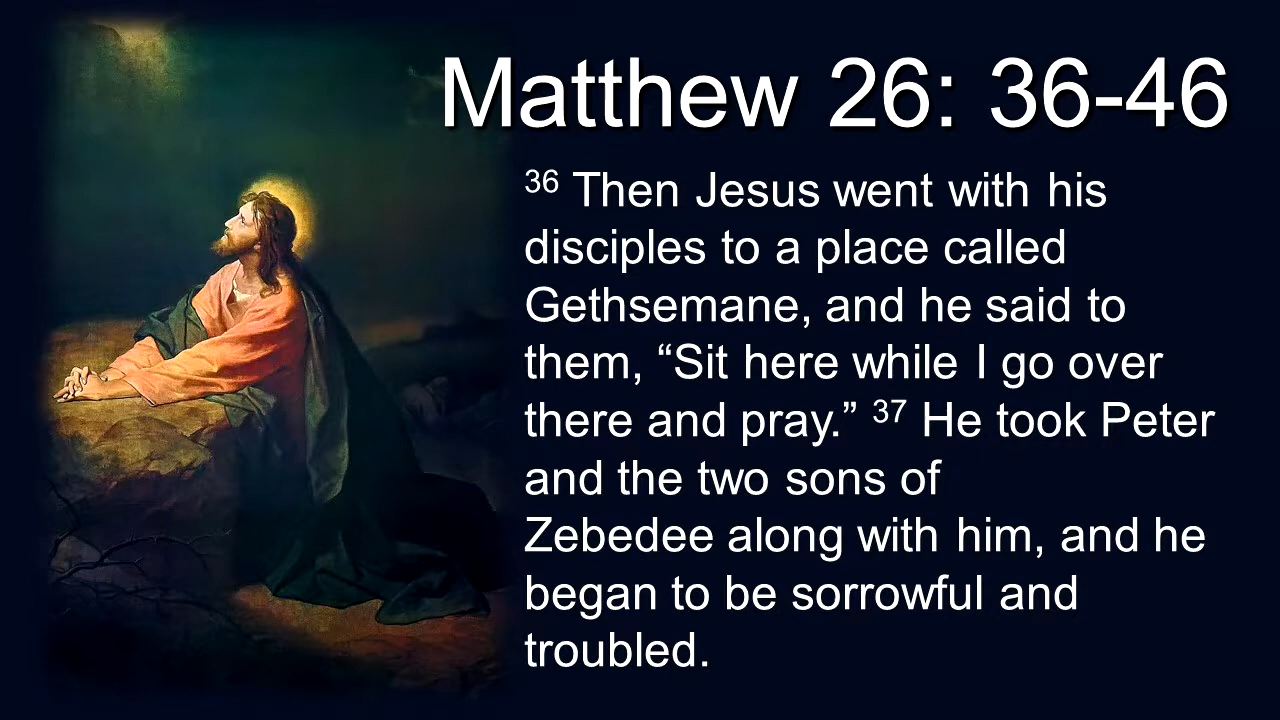 Matthew 26: 36-46
36 Then Jesus went with his
disciples to a place called
Gethsemane, and he said to
them, “Sit here while I go over
there and pray.” 37 He took Peter
and the two sons of
Zebedee along with him, and he
began to be sorrowful and
troubled.